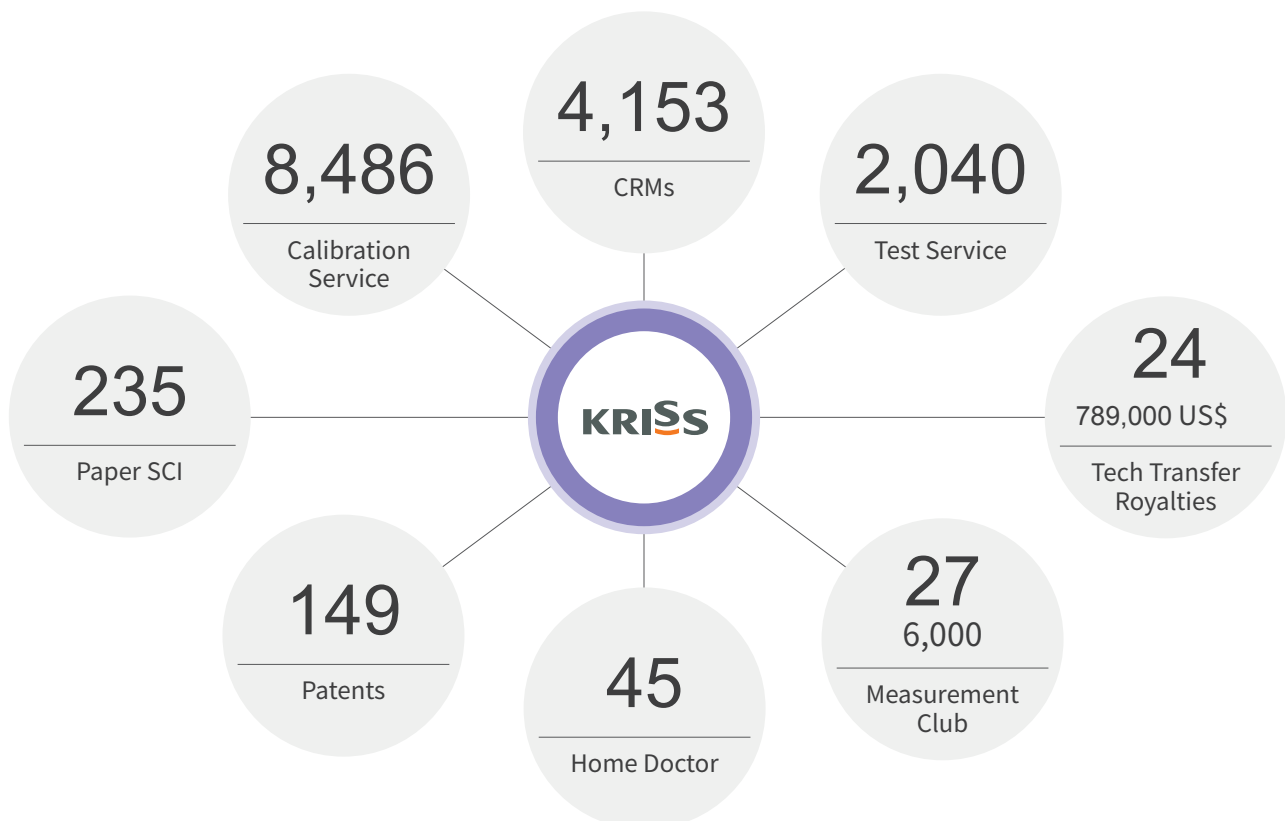 4,153
CRMs
8,486
Calibration
Service
2,040
Test Service
235
Paper SCI
KRISS
24
789,000 US$
Tech Transfer
Royalties
149
Patents
45
Home Doctor
27
6,000
Measurement
Club